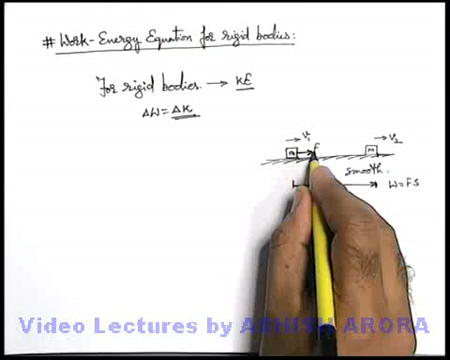 # Work-Energy Equation for rigid bodies:
For rigid bodies → KE
ΔW = ΔK
→ V₁ → V₂
m F m
smooth.
W = FS
Video Lectures by ASHISH ARORA